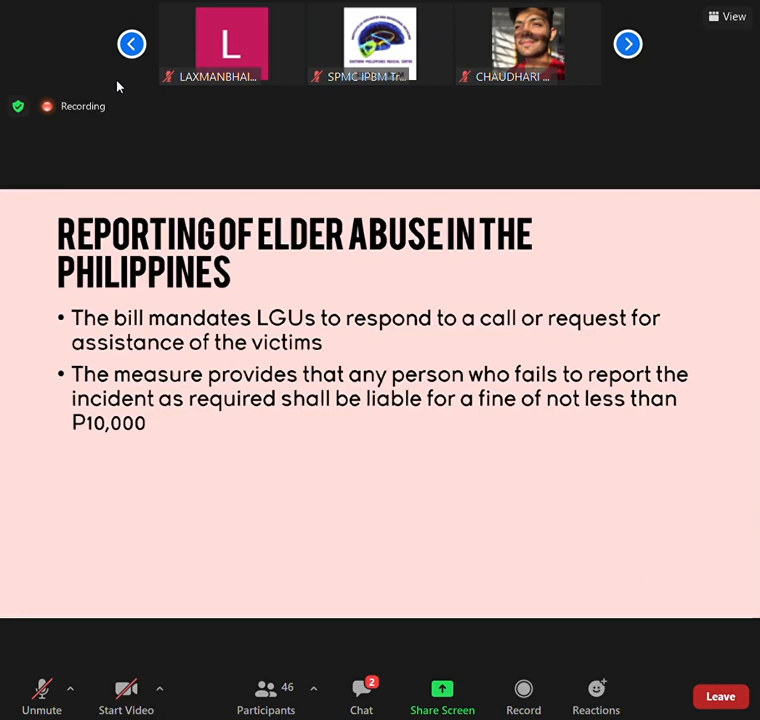 View
L
LAXMANBHAI...
SPMC IPBM Tr...
CHAUDHARI ...
Recording
REPORTING OF ELDER ABUSE IN THE
PHILIPPINES
• The bill mandates LGUs to respond to a call or request for
assistance of the victims
• The measure provides that any person who fails to report the
incident as required shall be liable for a fine of not less than
P10,000
46
2
Unmute
Start Video
Participants
Chat
Share Screen
Record
Reactions
Leave